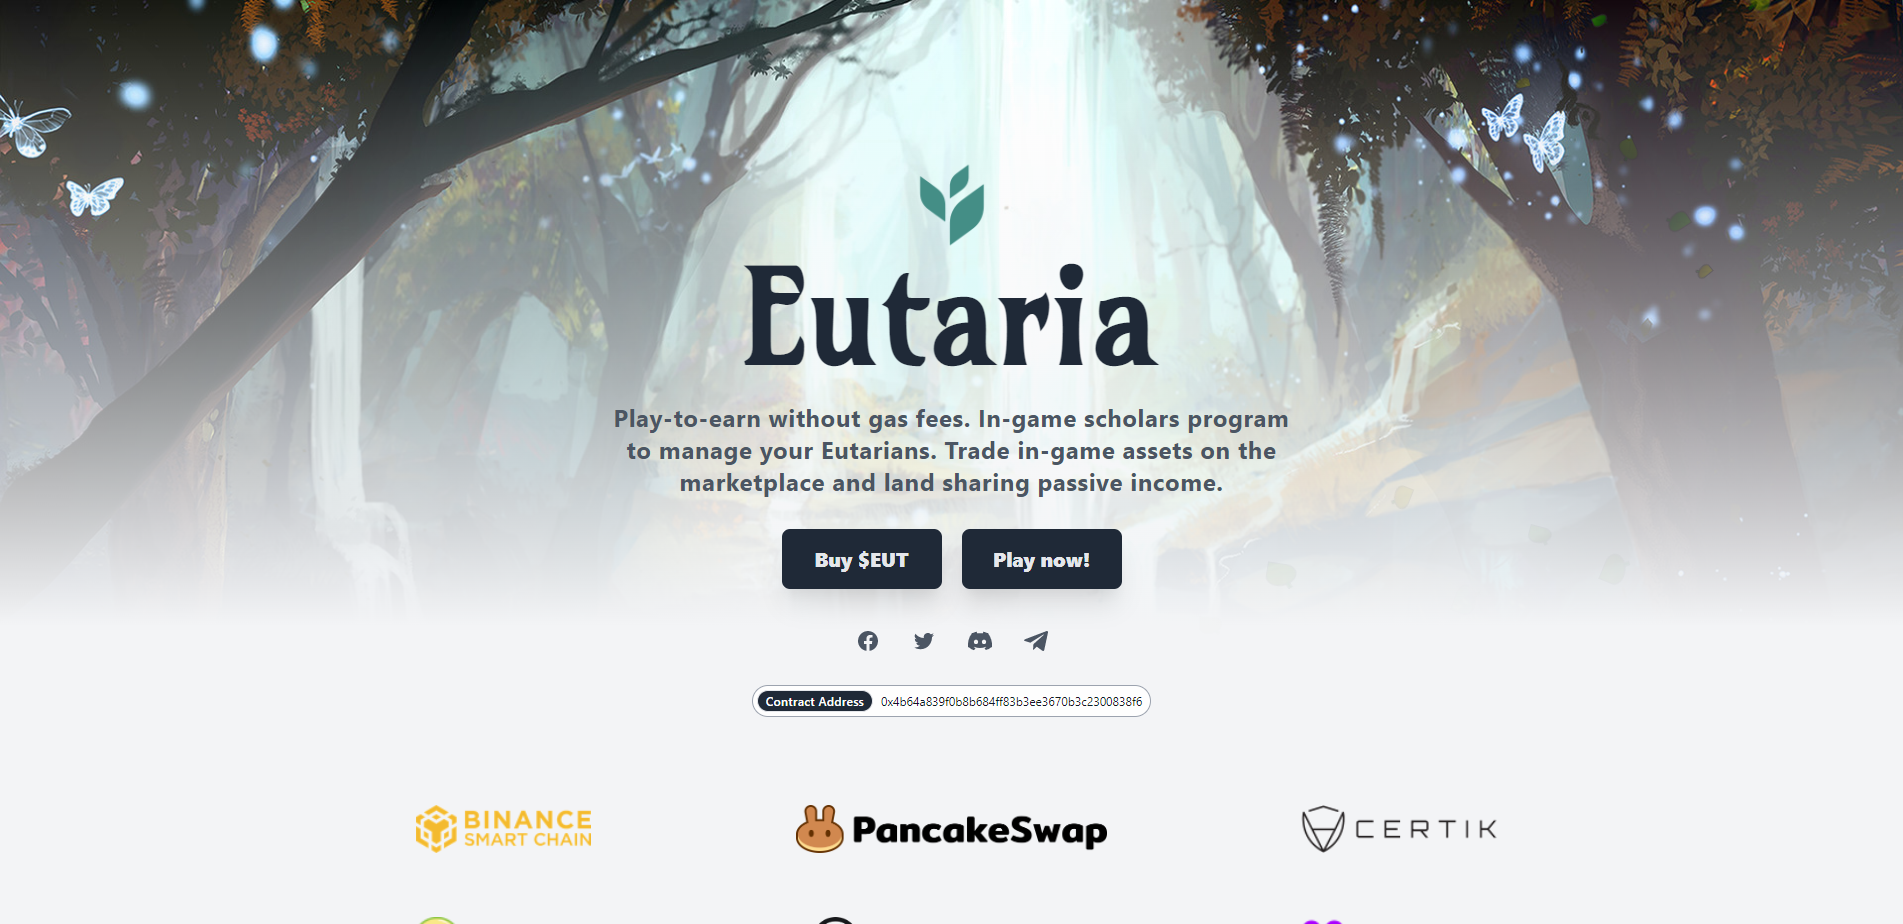 Eutaria
Play-to-earn without gas fees. In-game scholars program
to manage your Eutarians. Trade in-game assets on the
marketplace and land sharing passive income.
Buy $EUT
Play now!
Contract Address 0x4b64a839f0b8b684ff83b3ee3670b3c2300838f6
BINANCE
SMART CHAIN
PancakeSwap
CERTIK